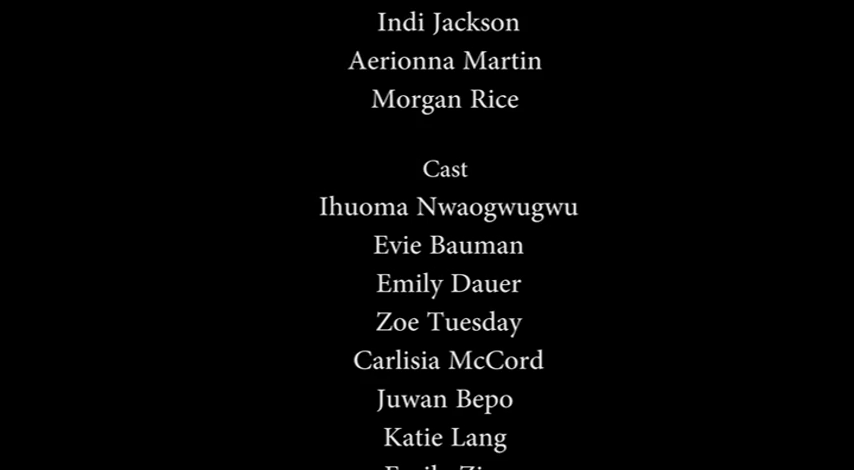 Indi Jackson
Aerionna Martin
Morgan Rice
Cast
Ihuoma Nwaogwugwu
Evie Bauman
Emily Dauer
Zoe Tuesday
Carlisia McCord
Juwan Bepo
Katie Lang